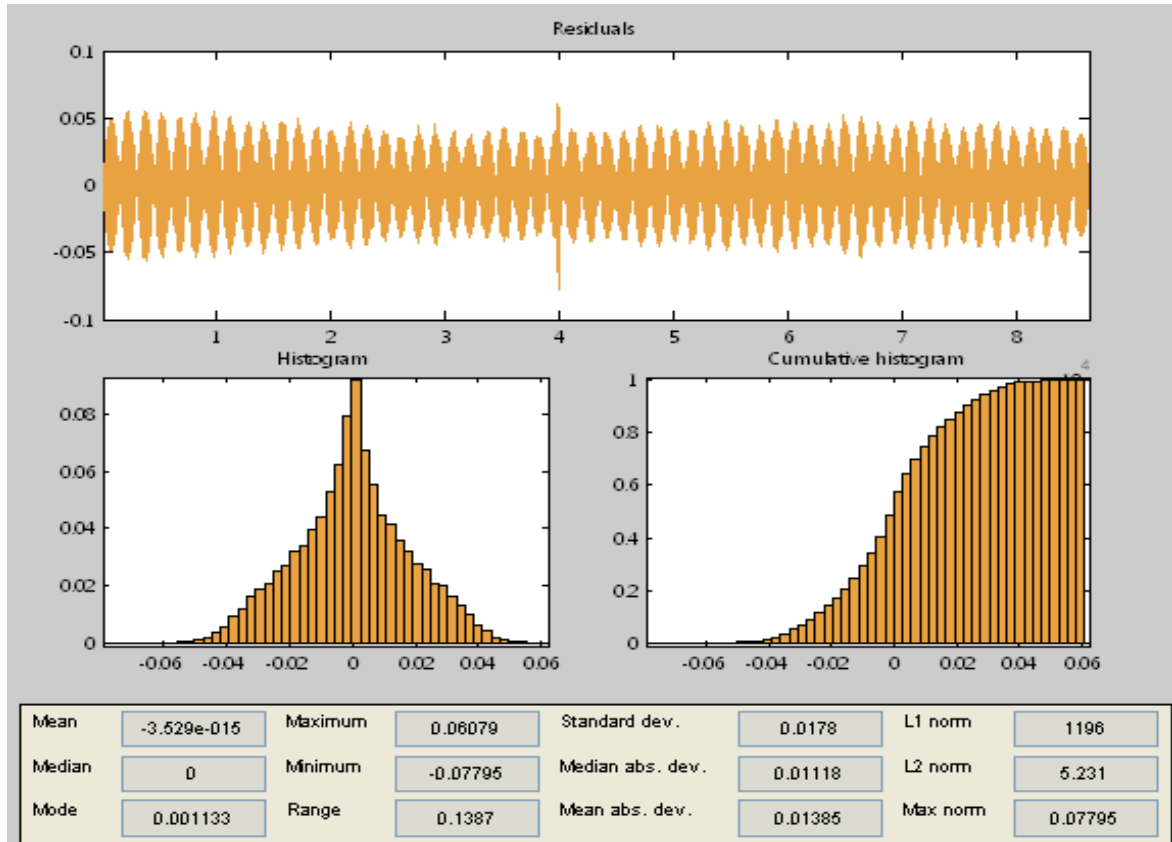 Residuals
0.1
0.05
0
-0.05
-0.1
1 2 3 4 5 6 7 8
Histogram
0.08
0.06
0.04
0.02
0
-0.06 -0.04 -0.02 0 0.02 0.04 0.06
Cumulative histogram
4
1
0.8
0.6
0.4
0.2
0
-0.06 -0.04 -0.02 0 0.02 0.04 0.06
Mean -3.529e-015 Maximum 0.06079 Standard dev. 0.0178 L1 norm 1196
Median 0 Minimum -0.07795 Median abs. dev. 0.01118 L2 norm 5.231
Mode 0.001133 Range 0.1387 Mean abs. dev. 0.01385 Max norm 0.07795